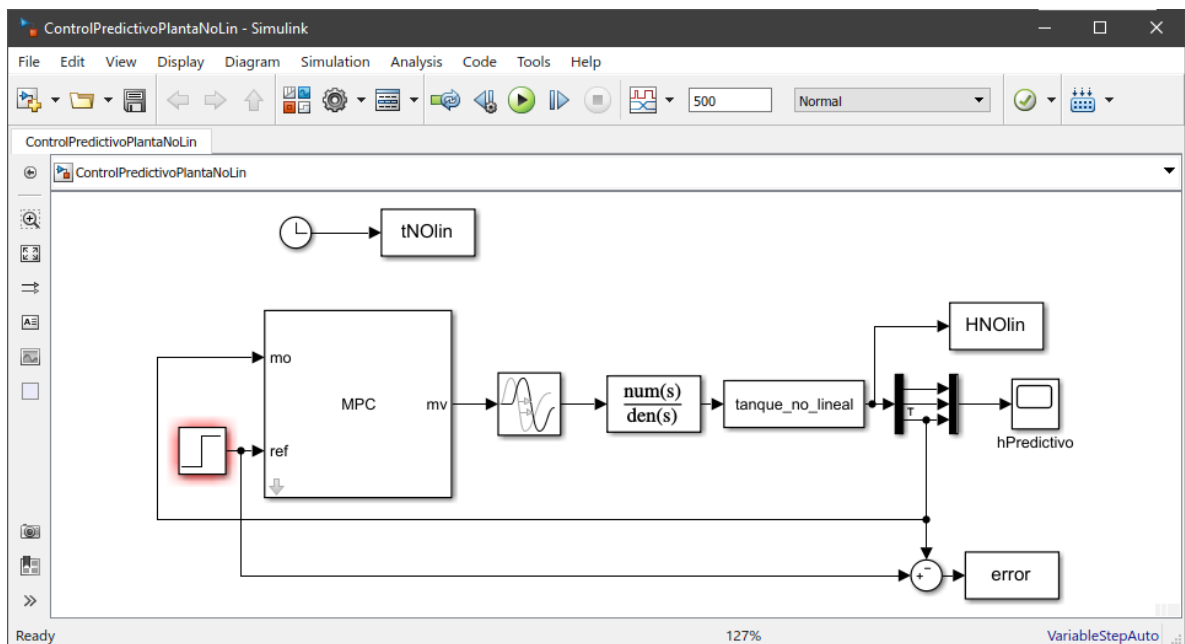 ControlPredictivoPlantaNoLin - Simulink
File Edit View Display Diagram Simulation Analysis Code Tools Help
500 Normal
ControlPredictivoPlantaNoLin
ControlPredictivoPlantaNoLin
tNOlin
HNOlin
mo
MPC
mv
num(s)
den(s)
tanque_no_lineal
T
hPredictivo
ref
+ -
error
Ready 127% VariableStepAuto